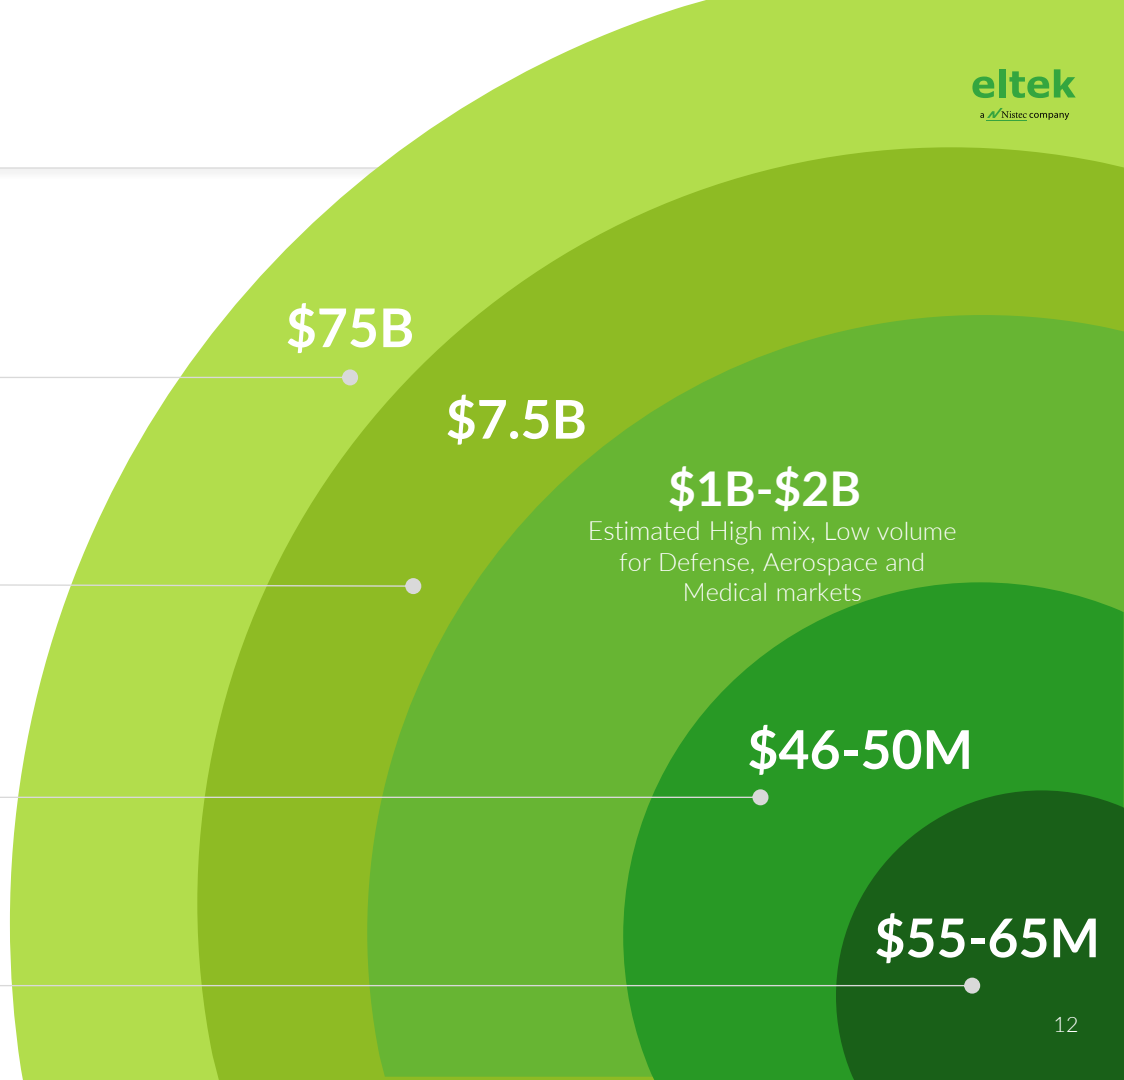 eltek
a Nistec company
$75B
$7.5B
$1B-$2B
Estimated High mix, Low volume
for Defense, Aerospace and
Medical markets
$46-50M
$55-65M
12